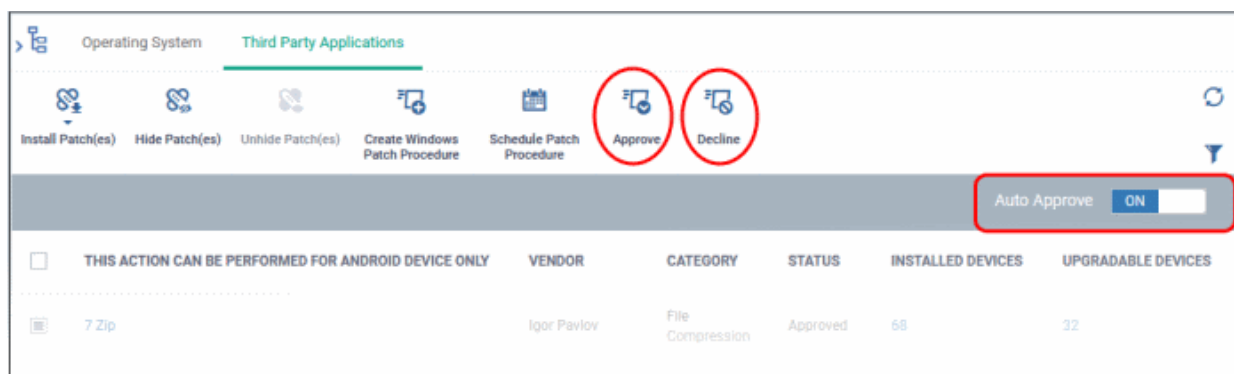 Operating System
Third Party Applications
Install Patch(es)
Hide Patch(es)
Unhide Patch(es)
Create Windows
Patch Procedure
Schedule Patch
Procedure
Approve
Decline
Auto Approve
ON
THIS ACTION CAN BE PERFORMED FOR ANDROID DEVICE ONLY
VENDOR
CATEGORY
STATUS
INSTALLED DEVICES
UPGRADABLE DEVICES
7 Zip
Igor Pavlov
File
Compression
Approved
68
32